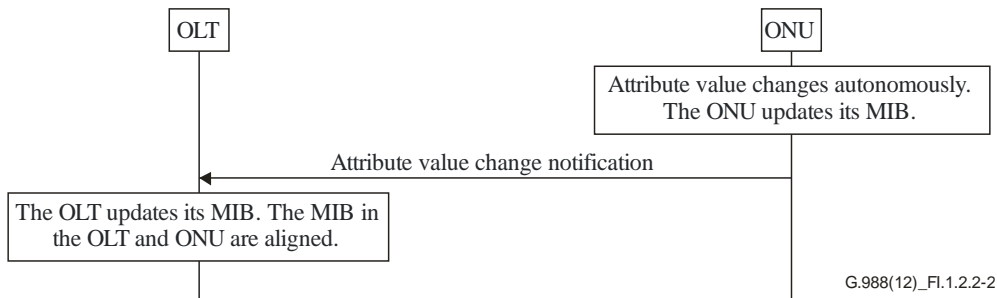 OLT
ONU
Attribute value changes autonomously.
The ONU updates its MIB.
Attribute value change notification
The OLT updates its MIB. The MIB in
the OLT and ONU are aligned.
G.988(12)_FI.1.2.2-2